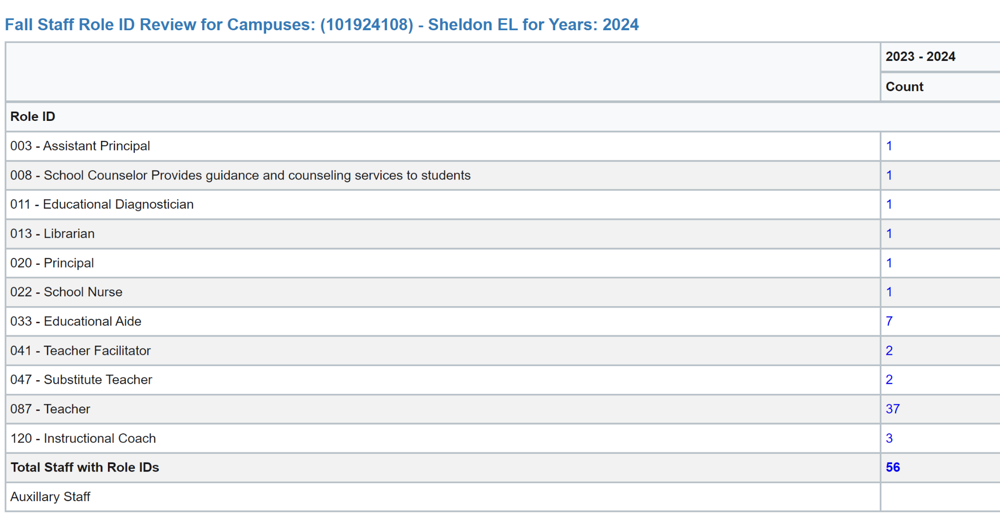 Fall Staff Role ID Review for Campuses: (101924108) - Sheldon EL for Years: 2024
2023 - 2024
Count
Role ID
003 - Assistant Principal 1
008 - School Counselor Provides guidance and counseling services to students 1
011 - Educational Diagnostician 1
013 - Librarian 1
020 - Principal 1
022 - School Nurse 1
033 - Educational Aide 7
041 - Teacher Facilitator 2
047 - Substitute Teacher 2
087 - Teacher 37
120 - Instructional Coach 3
Total Staff with Role IDs 56
Auxillary Staff